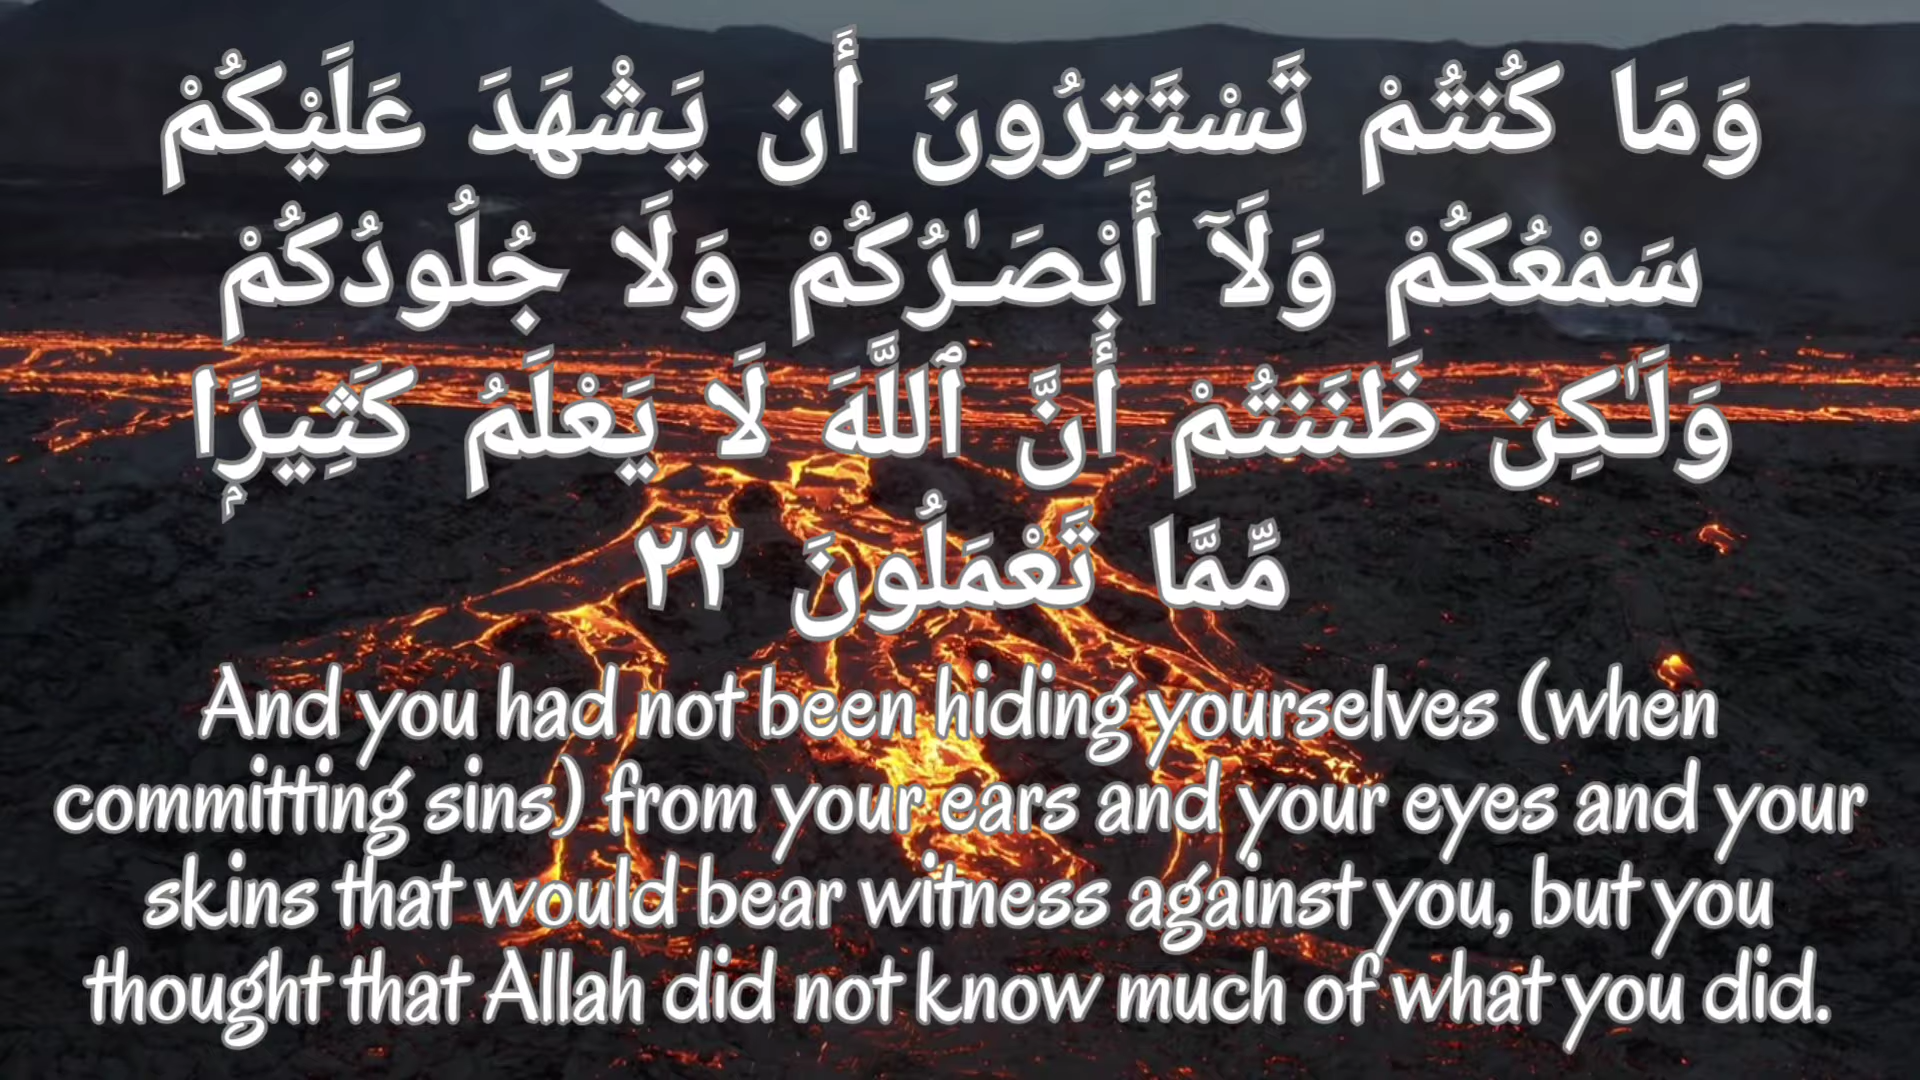 وَمَا كُنتُمْ تَسْتَتِرُونَ أَن يَشْهَدَ عَلَيْكُمْ
سَمْعُكُمْ وَلَآ أَبْصَـٰرُكُمْ وَلَا جُلُودُكُمْ
وَلَـٰكِن ظَنَنتُمْ أَنَّ ٱللَّهَ لَا يَعْلَمُ كَثِيرًۭا
مِّمَّا تَعْمَلُونَ ٢٢
And you had not been hiding yourselves (when
committing sins) from your ears and your eyes and your
skins that would bear witness against you, but you
thought that Allah did not know much of what you did.